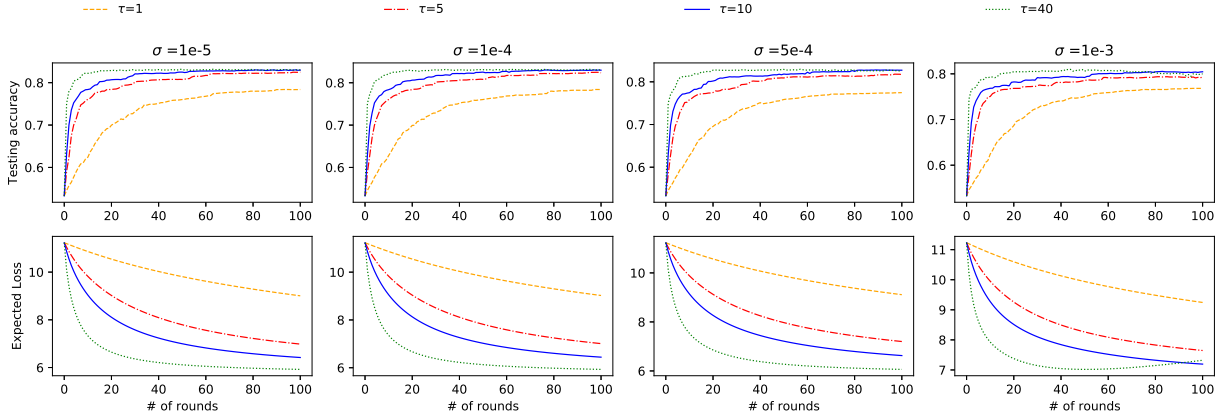 τ=1 τ=5 τ=10 τ=40
σ =1e-5 σ =1e-4 σ =5e-4 σ =1e-3
Testing accuracy
0.8 0.8 0.8 0.8
0.7 0.7 0.7 0.7
0.6 0.6 0.6 0.6
0 20 40 60 80 100 0 20 40 60 80 100 0 20 40 60 80 100 0 20 40 60 80 100
Expected Loss
10 8 6
10 8 6
10 8 6 4
11 10 9 8 7
0 20 40 60 80 100 0 20 40 60 80 100 0 20 40 60 80 100 0 20 40 60 80 100
# of rounds # of rounds # of rounds # of rounds